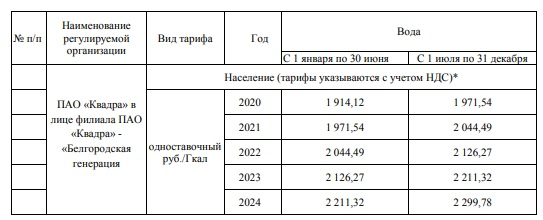 № п/п
Наименование
регулируемой
организации
Вид тарифа
Год
Вода
С 1 января по 30 июня
С 1 июля по 31 декабря
ПАО «Квадра» в
лице филиала ПАО
«Квадра» -
«Белгородская
генерация
Население (тарифы указываются с учетом НДС)*
одноставочный
руб./Гкал
2020
1 914,12
1 971,54
2021
1 971,54
2 044,49
2022
2 044,49
2 126,27
2023
2 126,27
2 211,32
2024
2 211,32
2 299,78